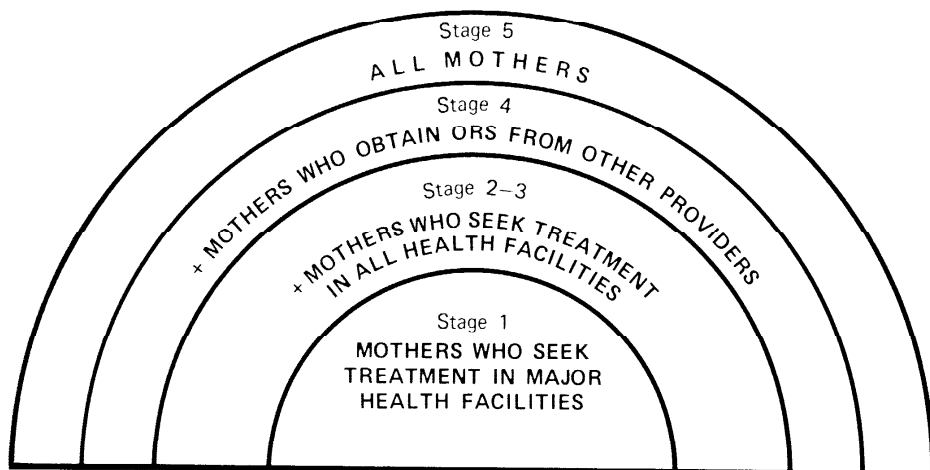 Stage 5
ALL MOTHERS
Stage 4
+ MOTHERS WHO OBTAIN ORS FROM OTHER PROVIDERS
Stage 2–3
+MOTHERS WHO SEEK TREATMENT
IN ALL HEALTH FACILITIES
Stage 1
MOTHERS WHO SEEK
TREATMENT IN MAJOR
HEALTH FACILITIES